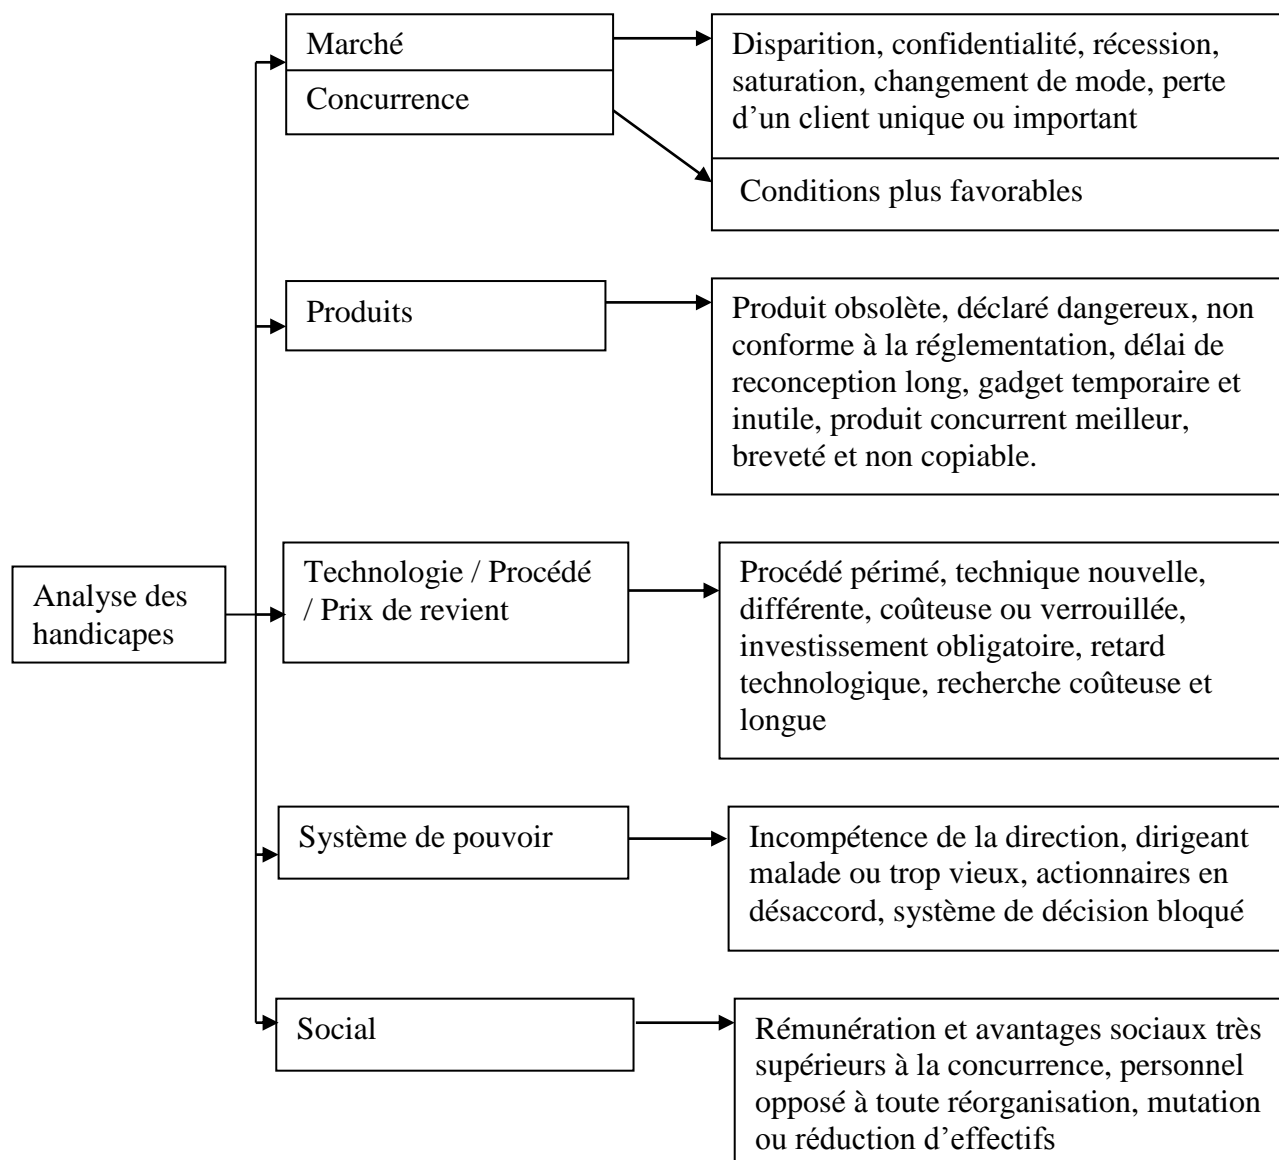 Marché
Concurrence
Disparition, confidentialité, récession,
saturation, changement de mode, perte
d’un client unique ou important
Conditions plus favorables
Produits
Produit obsolète, déclaré dangereux, non
conforme à la réglementation, délai de
reconception long, gadget temporaire et
inutile, produit concurrent meilleur,
breveté et non copiable.
Analyse des
handicapes
Technologie / Procédé
/ Prix de revient
Procédé périmé, technique nouvelle,
différente, coûteuse ou verrouillée,
investissement obligatoire, retard
technologique, recherche coûteuse et
longue
Système de pouvoir
Incompétence de la direction, dirigeant
malade ou trop vieux, actionnaires en
désaccord, système de décision bloqué
Social
Rémunération et avantages sociaux très
supérieurs à la concurrence, personnel
opposé à toute réorganisation, mutation
ou réduction d’effectifs